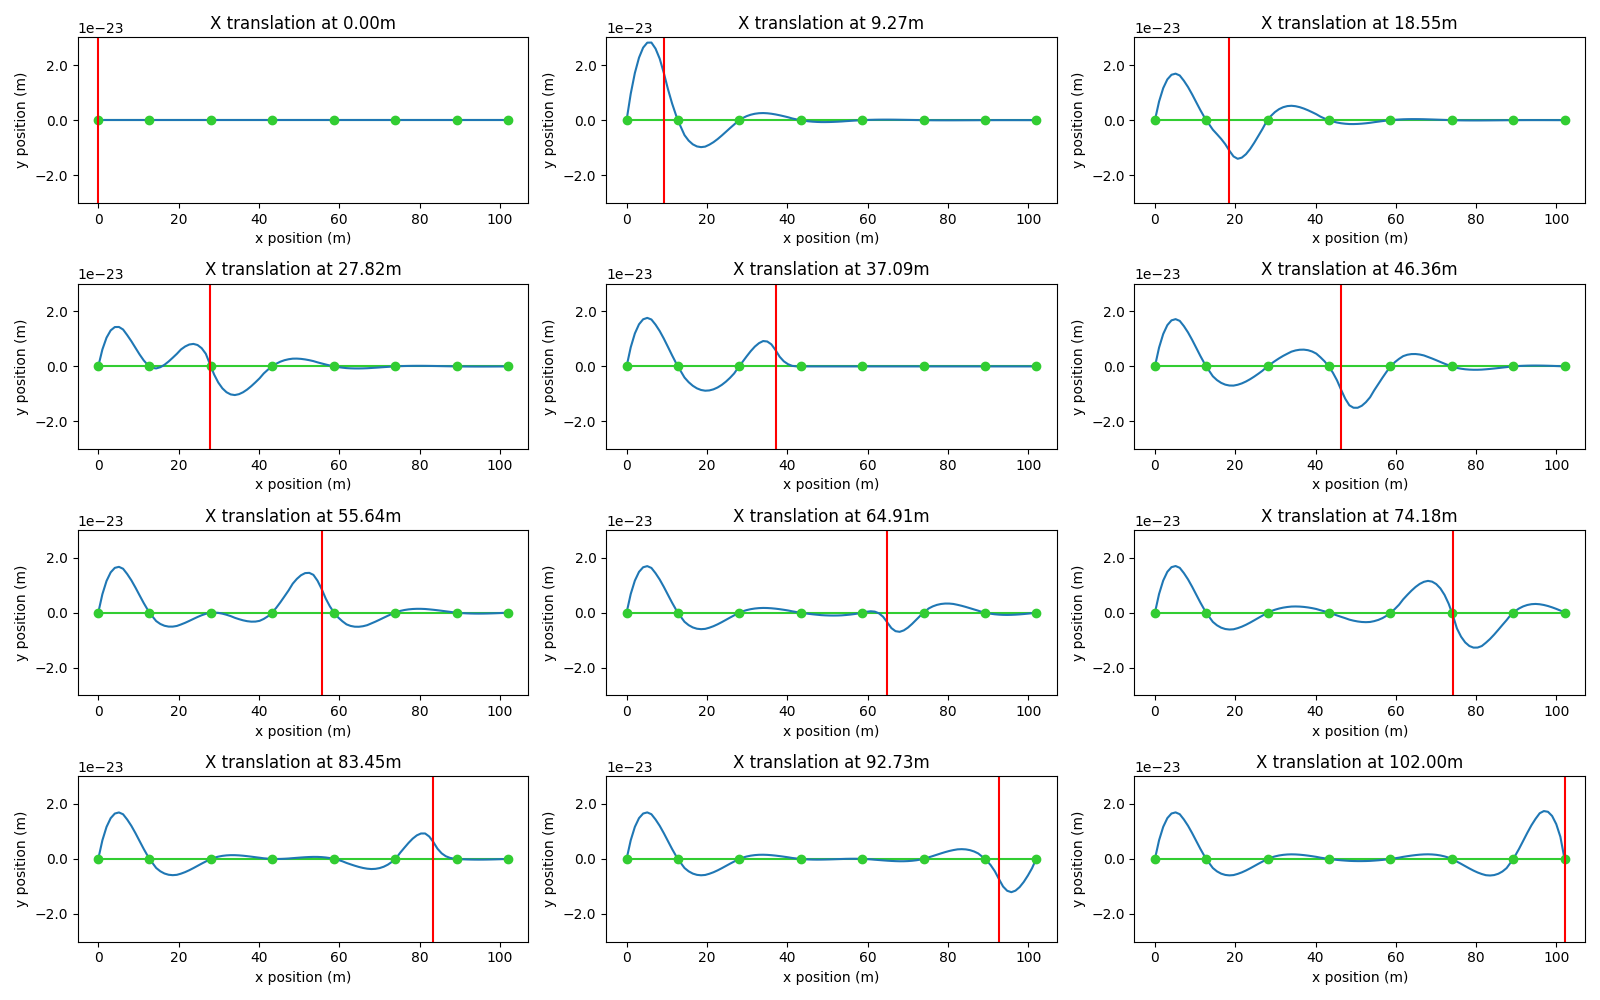 X translation at 0.00m
1e−23
y position (m)
2.0
0.0
−2.0
0 20 40 60 80 100
x position (m)
X translation at 9.27m
1e−23
y position (m)
2.0
0.0
−2.0
0 20 40 60 80 100
x position (m)
X translation at 18.55m
1e−23
y position (m)
2.0
0.0
−2.0
0 20 40 60 80 100
x position (m)
X translation at 27.82m
1e−23
y position (m)
2.0
0.0
−2.0
0 20 40 60 80 100
x position (m)
X translation at 37.09m
1e−23
y position (m)
2.0
0.0
−2.0
0 20 40 60 80 100
x position (m)
X translation at 46.36m
1e−23
y position (m)
2.0
0.0
−2.0
0 20 40 60 80 100
x position (m)
X translation at 55.64m
1e−23
y position (m)
2.0
0.0
−2.0
0 20 40 60 80 100
x position (m)
X translation at 64.91m
1e−23
y position (m)
2.0
0.0
−2.0
0 20 40 60 80 100
x position (m)
X translation at 74.18m
1e−23
y position (m)
2.0
0.0
−2.0
0 20 40 60 80 100
x position (m)
X translation at 83.45m
1e−23
y position (m)
2.0
0.0
−2.0
0 20 40 60 80 100
x position (m)
X translation at 92.73m
1e−23
y position (m)
2.0
0.0
−2.0
0 20 40 60 80 100
x position (m)
X translation at 102.00m
1e−23
y position (m)
2.0
0.0
−2.0
0 20 40 60 80 100
x position (m)